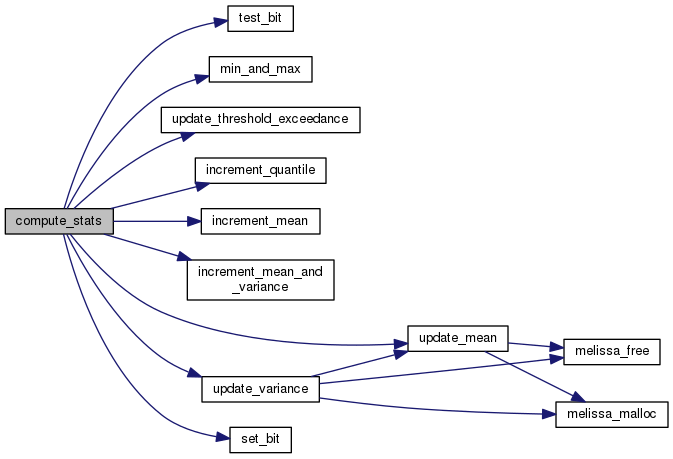 test_bit
min_and_max
update_threshold_exceedance
increment_quantile
compute_stats
increment_mean
increment_mean_and
_variance
update_mean
melissa_free
update_variance
melissa_malloc
set_bit